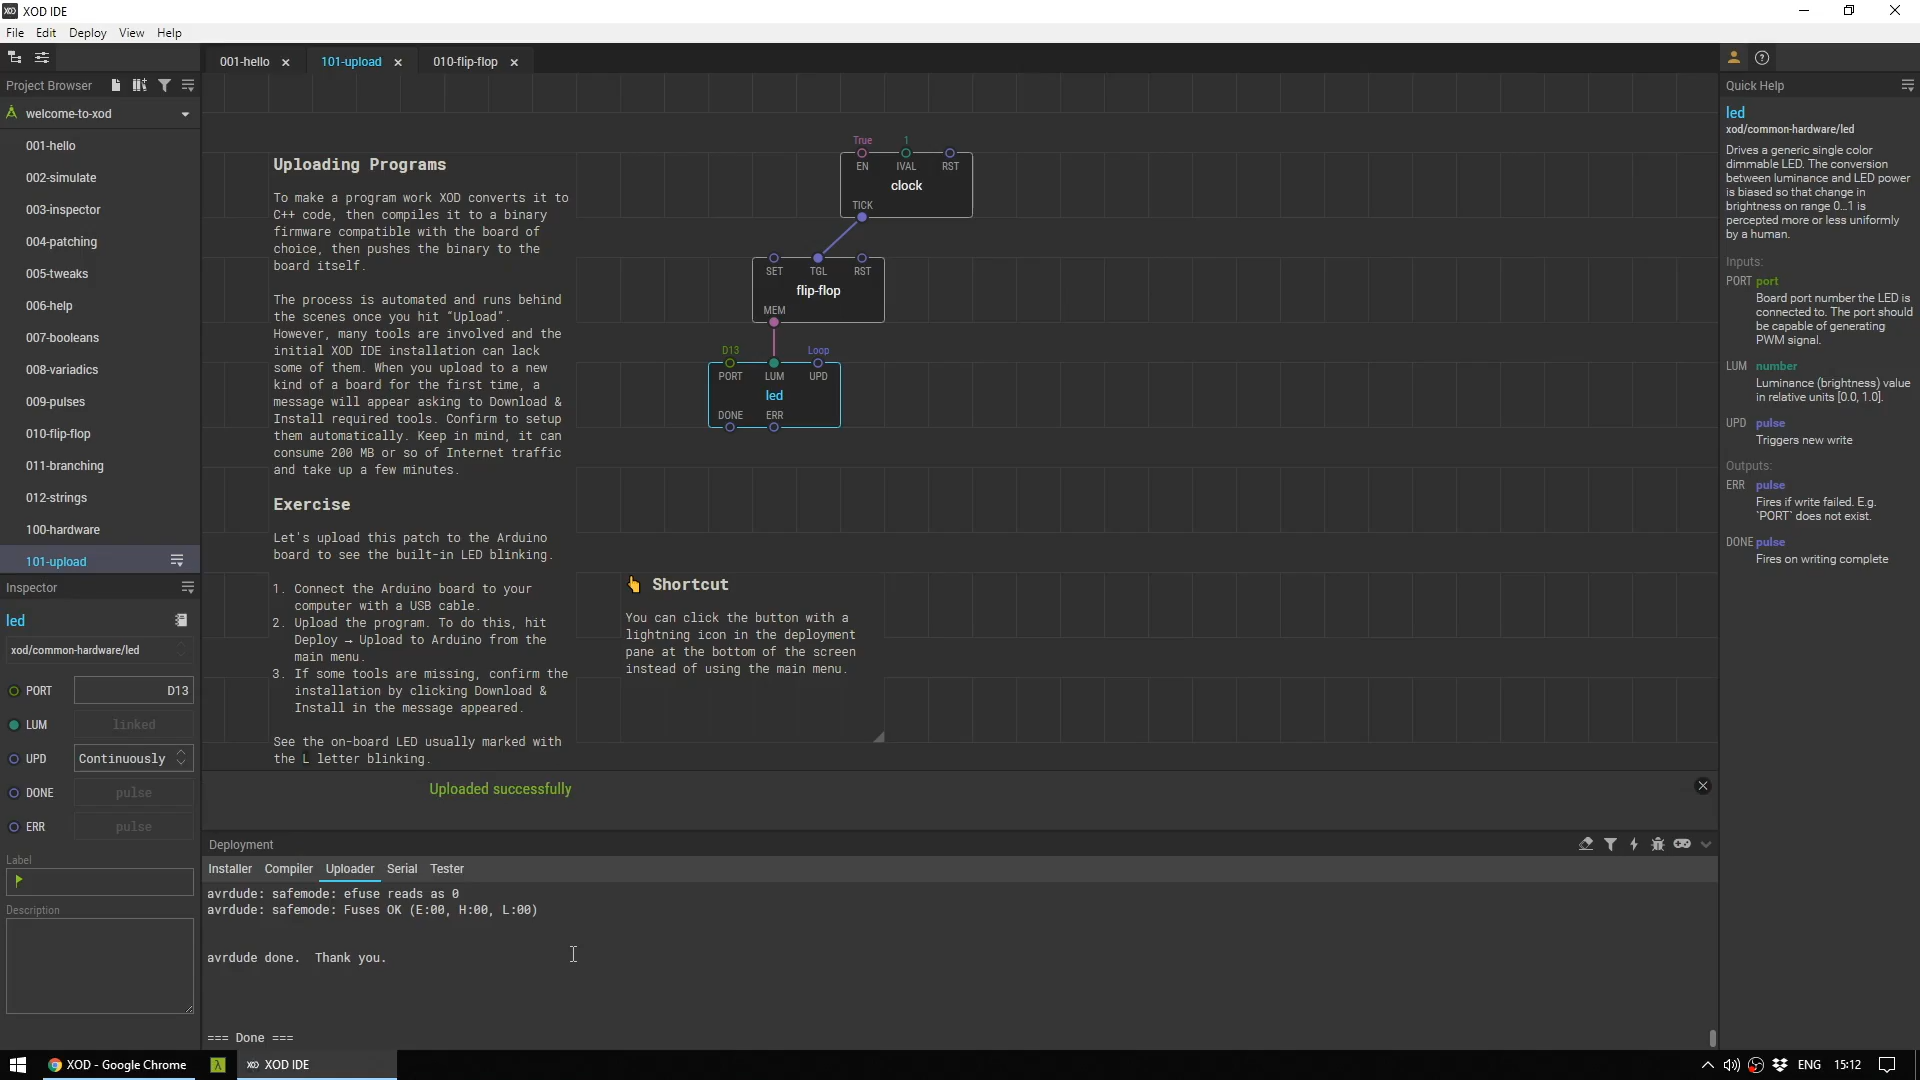 XOD IDE
File Edit Deploy View Help
001-hello
101-upload
010-flip-flop
Project Browser
welcome-to-xod
001-hello
002-simulate
003-inspector
004-patching
005-tweaks
006-help
007-booleans
008-variadics
009-pulses
010-flip-flop
011-branching
012-strings
100-hardware
101-upload
Inspector
led
xod/common-hardware/led
PORT D13
LUM linked
UPD Continuously
DONE pulse
ERR pulse
Label
Description
Uploading Programs
To make a program work XOD converts it to
C++ code, then compiles it to a binary
firmware compatible with the board of
choice, then pushes the binary to the
board itself.
The process is automated and runs behind
the scenes once you hit “Upload”.
However, many tools are involved and the
initial XOD IDE installation can lack
some of them. When you upload to a new
kind of a board for the first time, a
message will appear asking to Download &
Install required tools. Confirm to setup
them automatically. Keep in mind, it can
consume 200 MB or so of Internet traffic
and take up a few minutes.
Exercise
Let's upload this patch to the Arduino
board to see the built-in LED blinking.
1. Connect the Arduino board to your
computer with a USB cable.
2. Upload the program. To do this, hit
Deploy → Upload to Arduino from the
main menu.
3. If some tools are missing, confirm the
installation by clicking Download &
Install in the message appeared.
See the on-board LED usually marked with
the L letter blinking.
True 1
EN IVAL RST
clock
TICK
SET TGL RST
flip-flop
MEM
D13 Loop
PORT LUM UPD
led
DONE ERR
Shortcut
You can click the button with a
lightning icon in the deployment
pane at the bottom of the screen
instead of using the main menu.
Uploaded successfully
Deployment
Installer Compiler Uploader Serial Tester
avrdude: safemode: efuse reads as 0
avrdude: safemode: Fuses OK (E:00, H:00, L:00)
avrdude done. Thank you.
=== Done ===
Quick Help
led
xod/common-hardware/led
Drives a generic single color
dimmable LED. The conversion
between luminance and LED power
is biased so that change in
brightness on range 0…1 is
percepted more or less uniformly
by a human.
Inputs:
PORT port
Board port number the LED is
connected to. The port should
be capable of generating
PWM signal.
LUM number
Luminance (brightness) value
in relative units [0.0, 1.0].
UPD pulse
Triggers new write
Outputs:
ERR pulse
Fires if write failed. E.g.
`PORT` does not exist.
DONE pulse
Fires on writing complete
XOD - Google Chrome
XOD IDE
ENG 15:12